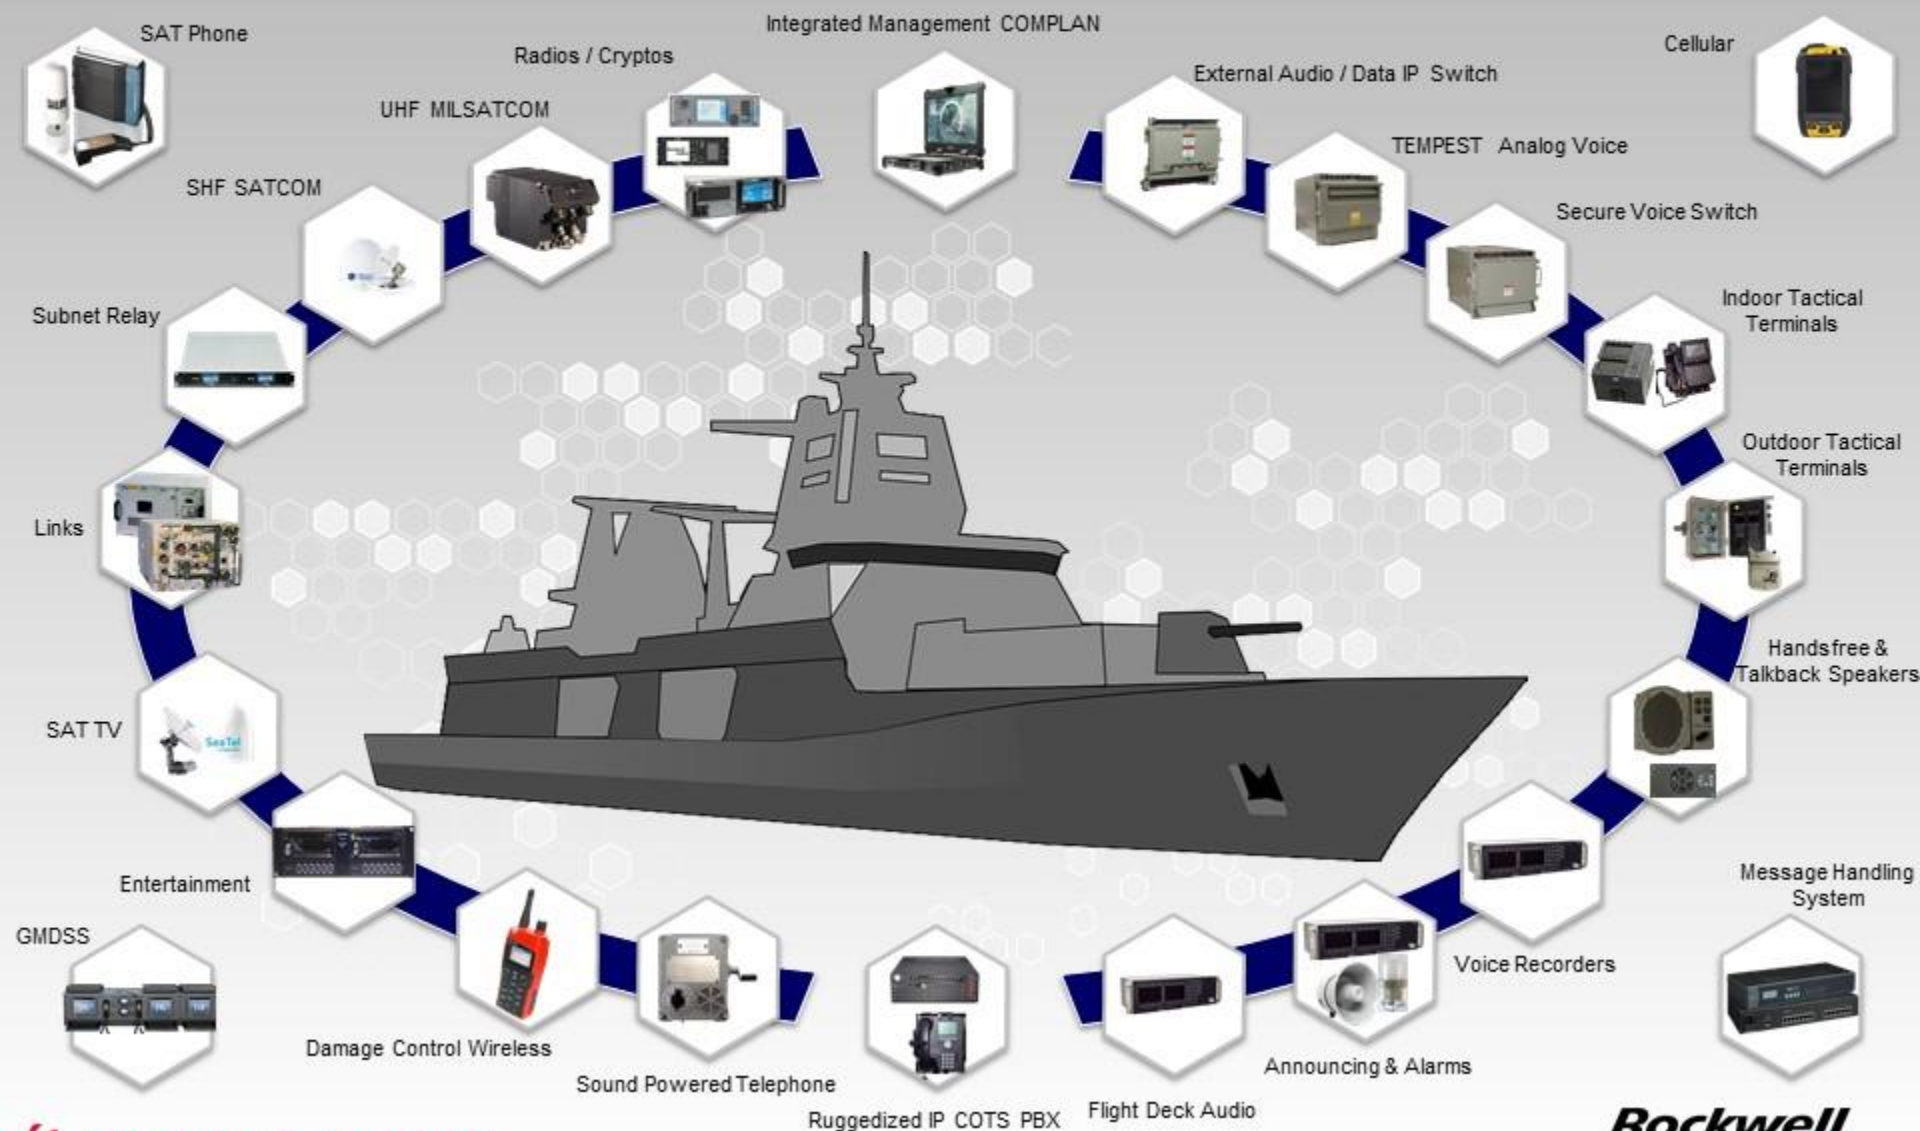 Integrated Management COMPLAN
SAT Phone
Cellular
Radios / Cryptos
External Audio / Data IP Switch
UHF MILSATCOM
TEMPEST Analog Voice
SHF SATCOM
Secure Voice Switch
Indoor Tactical
Terminals
Subnet Relay
Outdoor Tactical
Terminals
Links
Handsfree &
Talkback Speakers
SAT TV
SeaTel
Entertainment
Message Handling
System
GMDSS
Voice Recorders
Damage Control Wireless
Announcing & Alarms
Sound Powered Telephone
Flight Deck Audio
Ruggedized IP COTS PBX
Rockwell